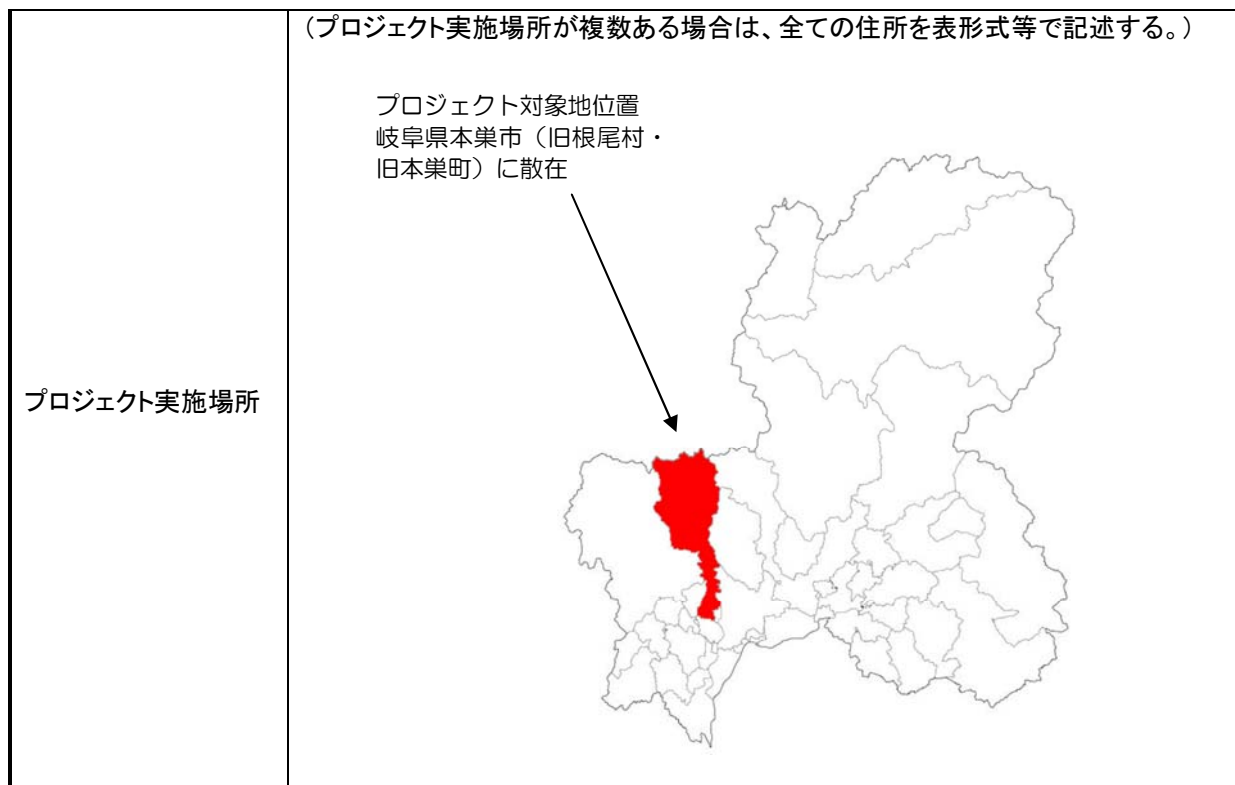 （プロジェクト実施場所が複数ある場合は、全ての住所を表形式等で記述する。）
プロジェクト対象地位置
岐阜県本巣市（旧根尾村・
旧本巣町）に散在
プロジェクト実施場所